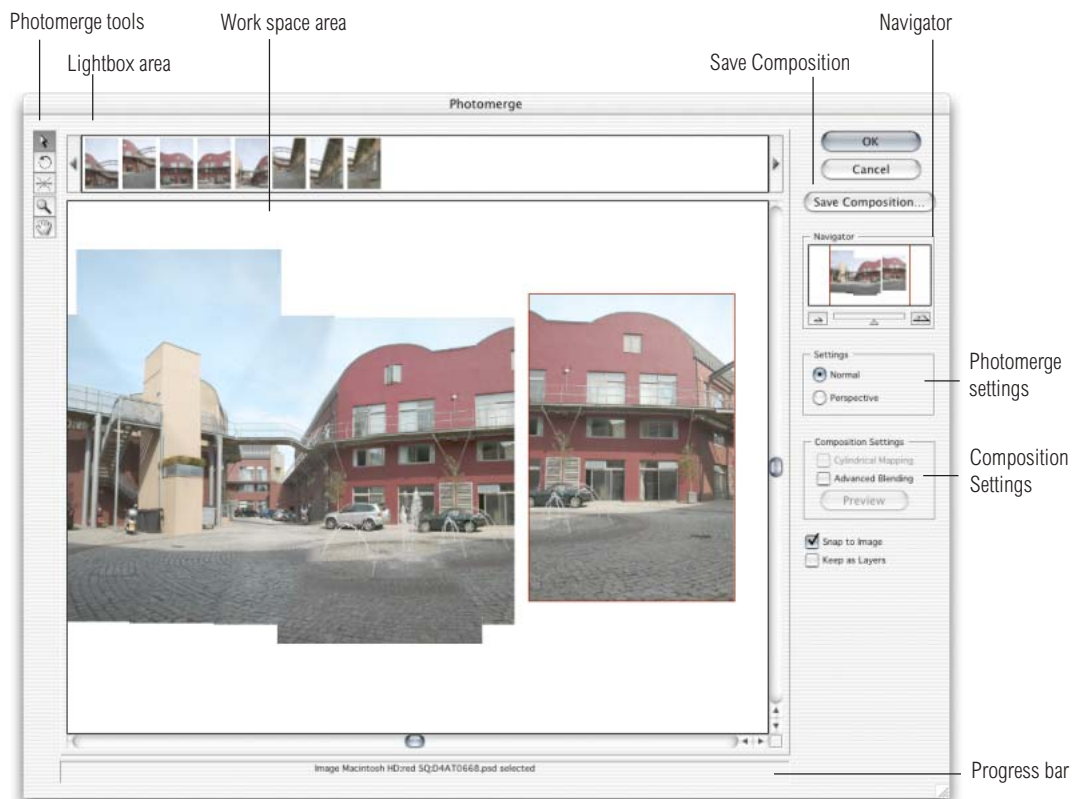 Photomerge tools
Work space area
Navigator
Lightbox area
Save Composition
Photomerge
OK
Cancel
Save Composition...
Navigator
Settings
Normal
Perspective
Photomerge
settings
Composition Settings
Cylindrical Mapping
Advanced Blending
Preview
Composition
Settings
Snap to Image
Keep as Layers
Image Macintosh HD:red SQ:D4AT0668.psd selected
Progress bar